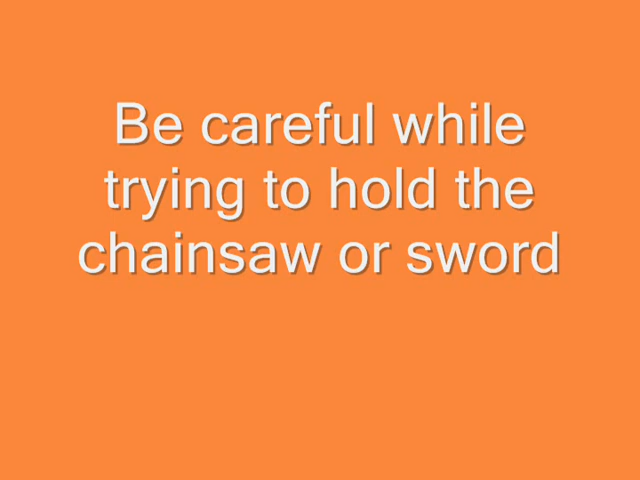 Be careful while
trying to hold the
chainsaw or sword